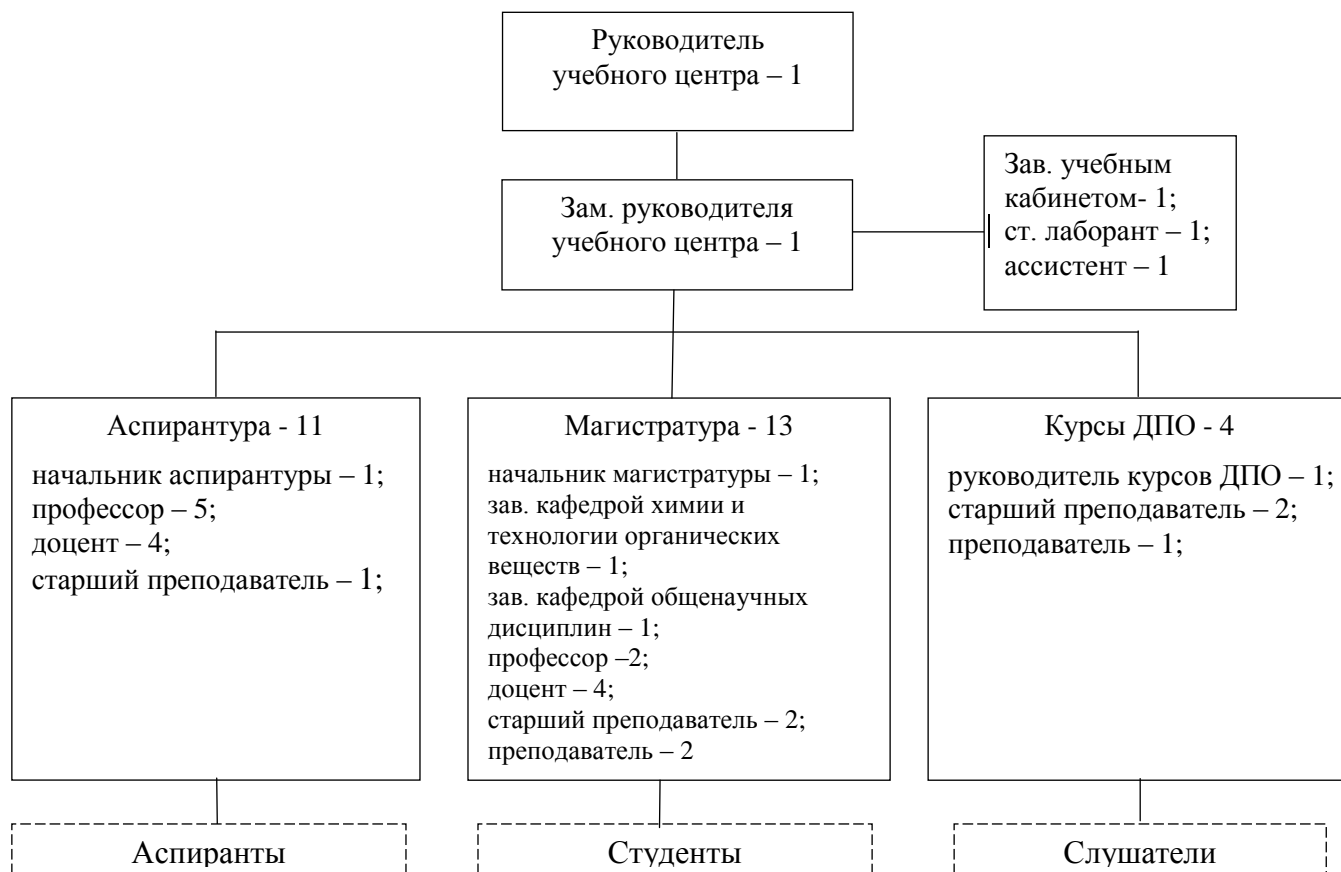 Руководитель
учебного центра – 1
Зам. руководителя
учебного центра – 1
Зав. учебным
кабинетом- 1;
ст. лаборант – 1;
ассистент – 1
Аспирантура - 11
начальник аспирантуры – 1;
профессор – 5;
доцент – 4;
старший преподаватель – 1;
Магистратура - 13
начальник магистратуры – 1;
зав. кафедрой химии и
технологии органических
веществ – 1;
зав. кафедрой общенаучных
дисциплин – 1;
профессор –2;
доцент – 4;
старший преподаватель – 2;
преподаватель – 2
Курсы ДПО - 4
руководитель курсов ДПО – 1;
старший преподаватель – 2;
преподаватель – 1;
Аспиранты
Студенты
Слушатели